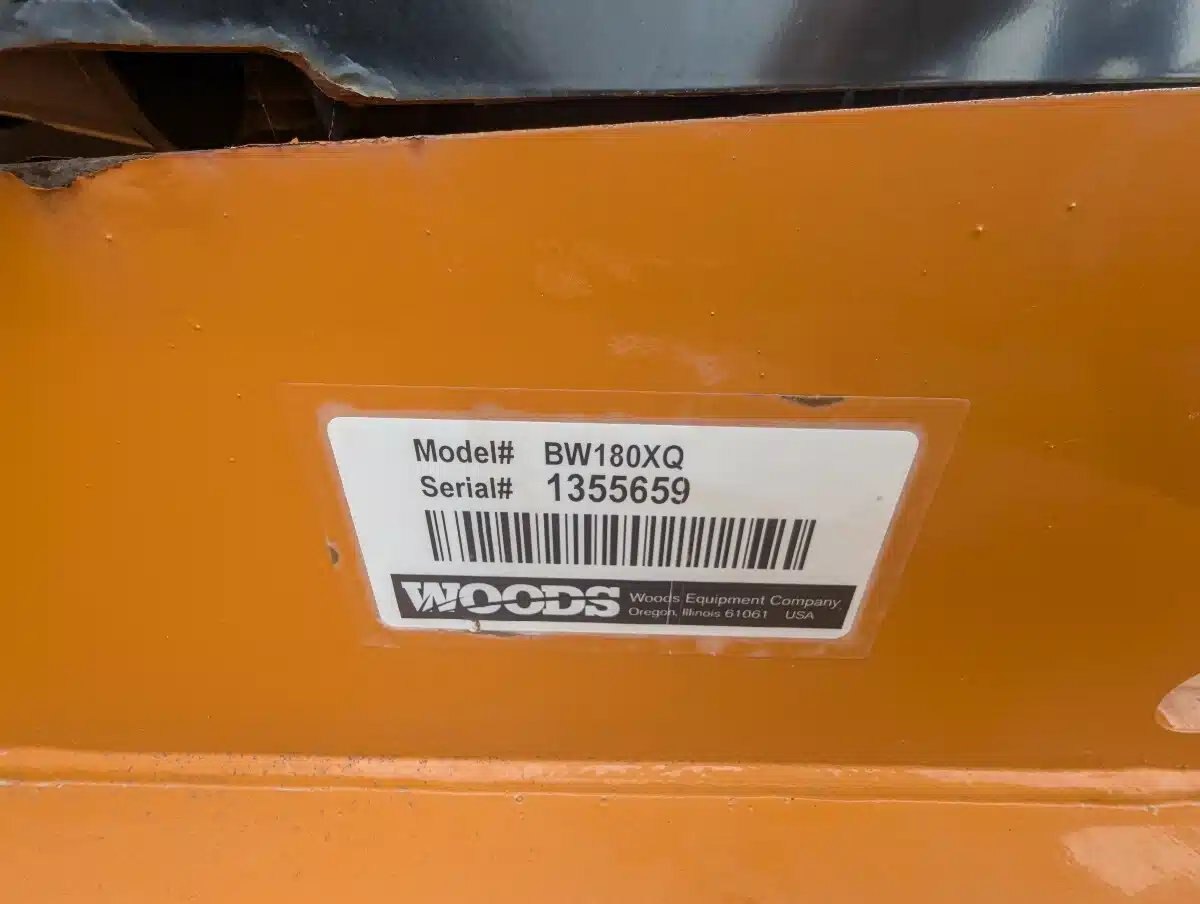 Model# BW180XQ
Serial# 1355659
WOODS
Woods Equipment Company
Oregon, Illinois 61061 USA